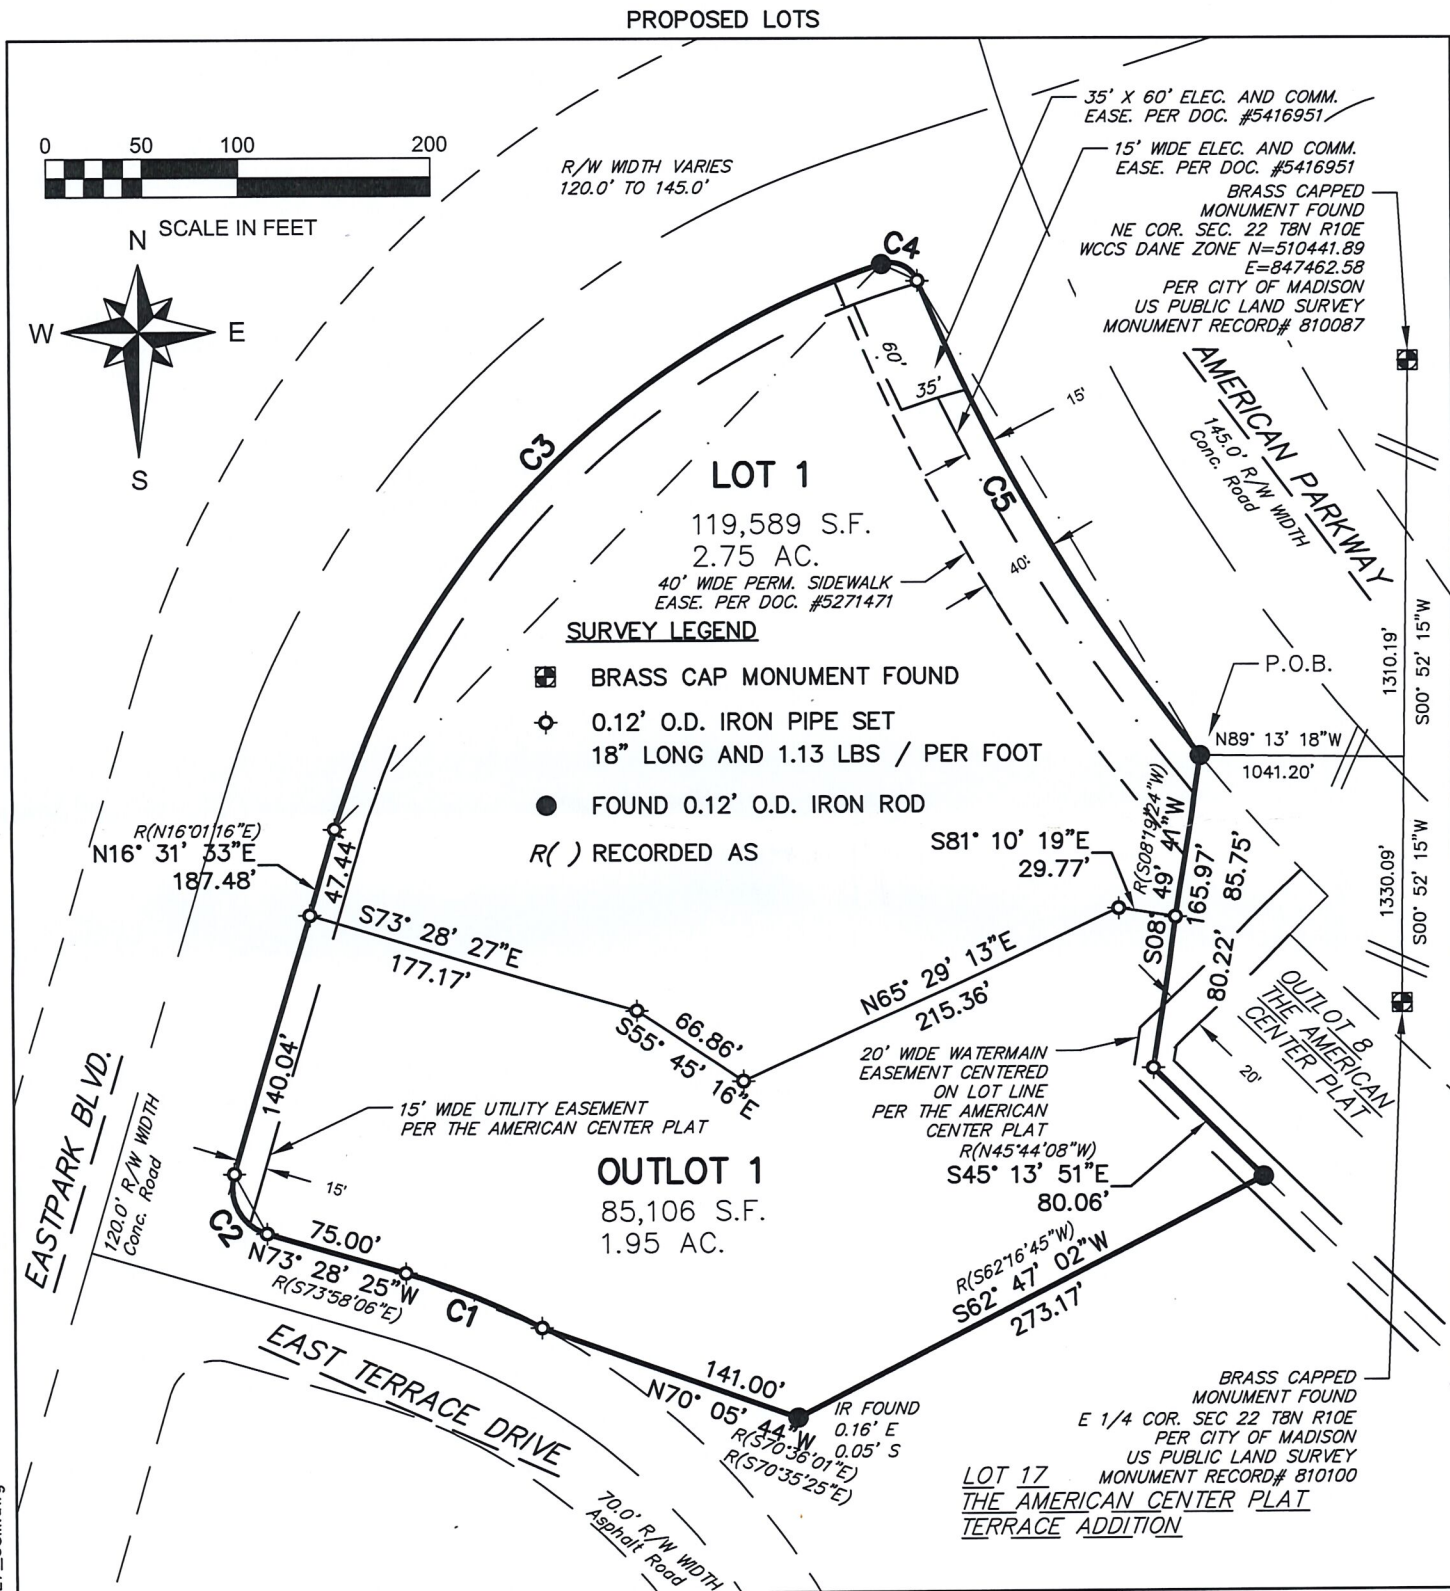 PROPOSED LOTS
0 50 100 200
SCALE IN FEET
N
W E
S
R/W WIDTH VARIES
120.0' TO 145.0'
35' X 60' ELEC. AND COMM.
EASE. PER DOC. #5416951
15' WIDE ELEC. AND COMM.
EASE. PER DOC. #5416951
BRASS CAPPED
MONUMENT FOUND
NE COR. SEC. 22 T8N R10E
WCCS DANE ZONE N=510441.89
E=847462.58
PER CITY OF MADISON
US PUBLIC LAND SURVEY
MONUMENT RECORD# 810087
C4
60'
35'
15'
AMERICAN PARKWAY
145.0' R/W WIDTH
Conc. Road
C3
C5
40'
LOT 1
119,589 S.F.
2.75 AC.
40' WIDE PERM. SIDEWALK
EASE. PER DOC. #5271471
SURVEY LEGEND
BRASS CAP MONUMENT FOUND
0.12' O.D. IRON PIPE SET
18" LONG AND 1.13 LBS / PER FOOT
FOUND 0.12' O.D. IRON ROD
R( ) RECORDED AS
1310.19'
S00° 52' 15"W
P.O.B.
N89° 13' 18"W
1041.20'
1330.09'
S00° 52' 15"W
R(N16°01'16"E)
N16° 31' 33"E
187.48'
47.44'
S73° 28' 27"E
177.17'
S81° 10' 19"E
29.77'
R(S08°19'24"W)
S08° 49' 41"W
165.97'
85.75'
80.22'
N65° 29' 13"E
215.36'
66.86'
S55° 45' 16"E
140.04'
15' WIDE UTILITY EASEMENT
PER THE AMERICAN CENTER PLAT
20' WIDE WATERMAIN
EASEMENT CENTERED
ON LOT LINE
PER THE AMERICAN
CENTER PLAT
R(N45°44'08"W)
S45° 13' 51"E
80.06'
20'
OUTLOT 8
THE AMERICAN
CENTER PLAT
EASTPARK BLVD.
120.0' R/W WIDTH
Conc. Road
15'
OUTLOT 1
85,106 S.F.
1.95 AC.
C2
75.00'
N73° 28' 25"W
R(S73°58'06"E)
C1
R(S62°16'45"W)
S62° 47' 02"W
273.17'
EAST TERRACE DRIVE
141.00'
N70° 05' 44"W
R(S70°36'01"E)
R(S70°35'25"E)
IR FOUND
0.16' E
0.05' S
70.0' R/W WIDTH
Asphalt Road
BRASS CAPPED
MONUMENT FOUND
E 1/4 COR. SEC 22 T8N R10E
PER CITY OF MADISON
US PUBLIC LAND SURVEY
MONUMENT RECORD# 810100
LOT 17
THE AMERICAN CENTER PLAT
TERRACE ADDITION